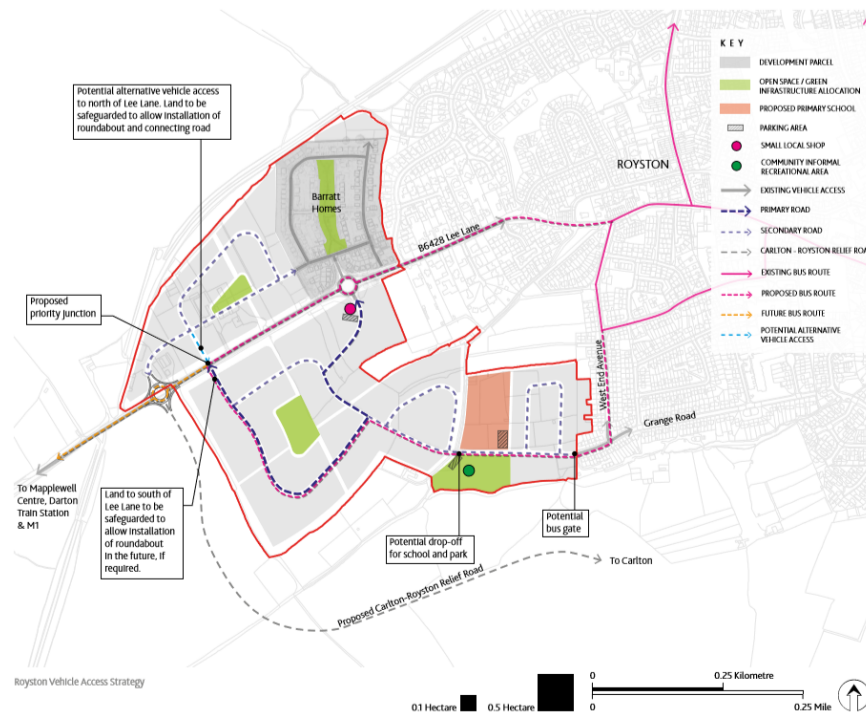 Potential alternative vehicle access
to north of Lee Lane. Land to be
safeguarded to allow installation of
roundabout and connecting road
Barratt
Homes
B6428 Lee Lane
ROYSTON
Proposed
priority junction
West End Avenue
Grange Road
To Mapplewell
Centre, Darton
Train Station
& M1
Land to south of
Lee Lane to be
safeguarded to
allow installation
of roundabout
in the future, if
required.
Potential drop-off
for school and park
Potential
bus gate
To Carlton
Proposed Carlton-Royston Relief Road
KEY
DEVELOPMENT PARCEL
OPEN SPACE / GREEN
INFRASTRUCTURE ALLOCATION
PROPOSED PRIMARY SCHOOL
PARKING AREA
SMALL LOCAL SHOP
COMMUNITY INFORMAL
RECREATIONAL AREA
EXISTING VEHICLE ACCESS
PRIMARY ROAD
SECONDARY ROAD
CARLTON - ROYSTON RELIEF ROA
EXISTING BUS ROUTE
PROPOSED BUS ROUTE
FUTURE BUS ROUTE
POTENTIAL ALTERNATIVE
VEHICLE ACCESS
Royston Vehicle Access Strategy
0.1 Hectare
0.5 Hectare
0
0.25 Kilometre
0
0.25 Mile